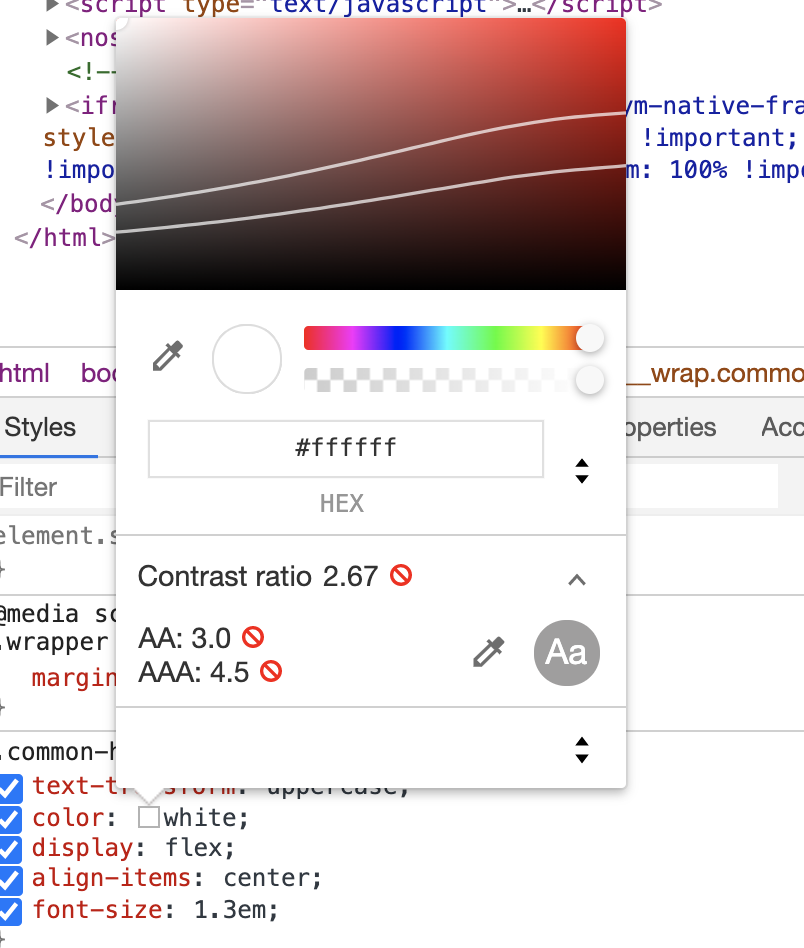 ▶<script type="text/javascript">…</script>
▶<nos
<!--
▶<ifr ym-native-fra
style !important;
!impo m: 100% !impo
</body
</html>
html boo __wrap.commo
Styles operties Acc
Filter
element.s
}
@media sc
.wrapper
margin
}
#ffffff
HEX
Contrast ratio 2.67
AA: 3.0
AAA: 4.5
Aa
.common-h
text-transform: uppercase;
color: white;
display: flex;
align-items: center;
font-size: 1.3em;
}